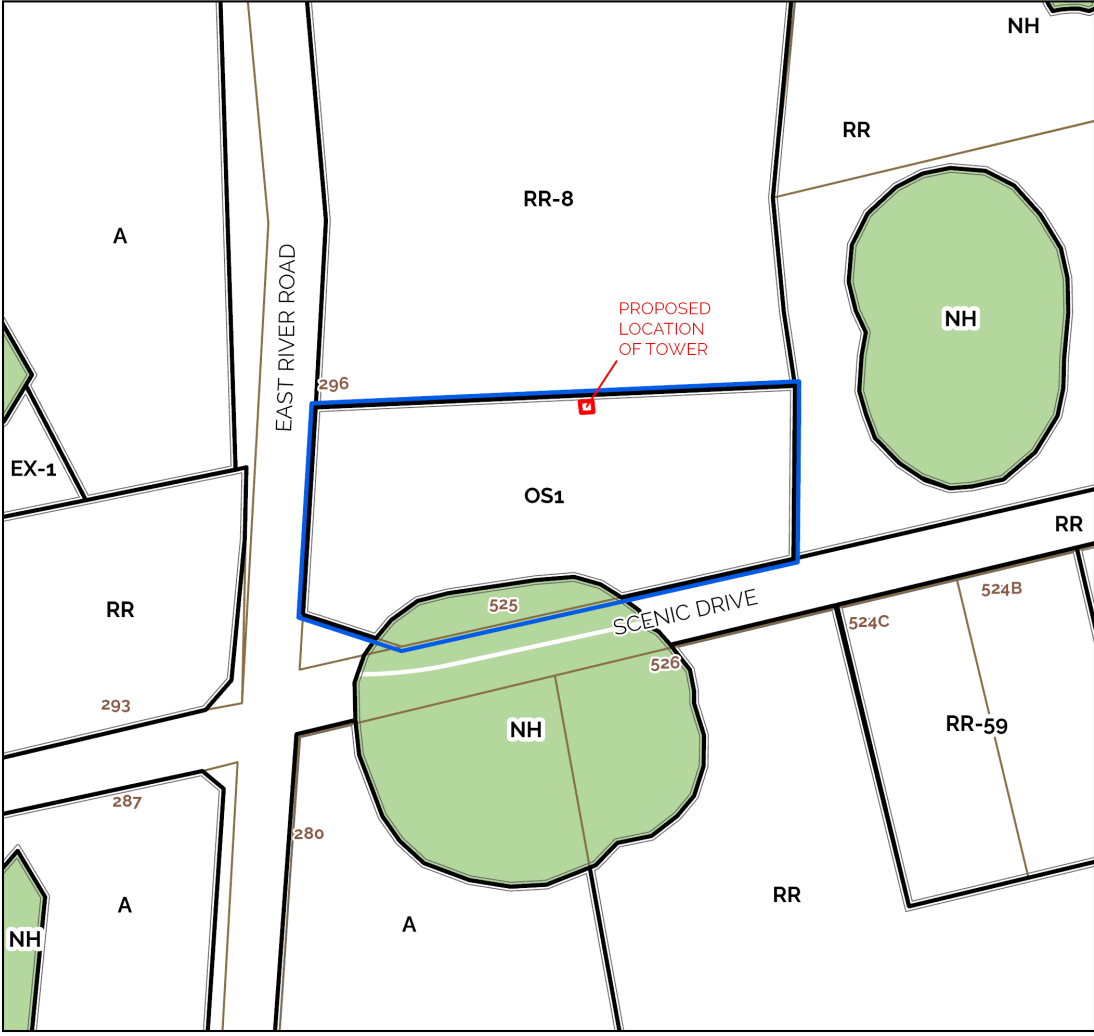 NH
RR
RR-8
A
EAST RIVER ROAD
PROPOSED
LOCATION
OF TOWER
NH
296
EX-1
OS1
RR
525
SCENIC DRIVE
524B
524C
RR
526
293
NH
RR-59
287
280
A
RR
A
NH